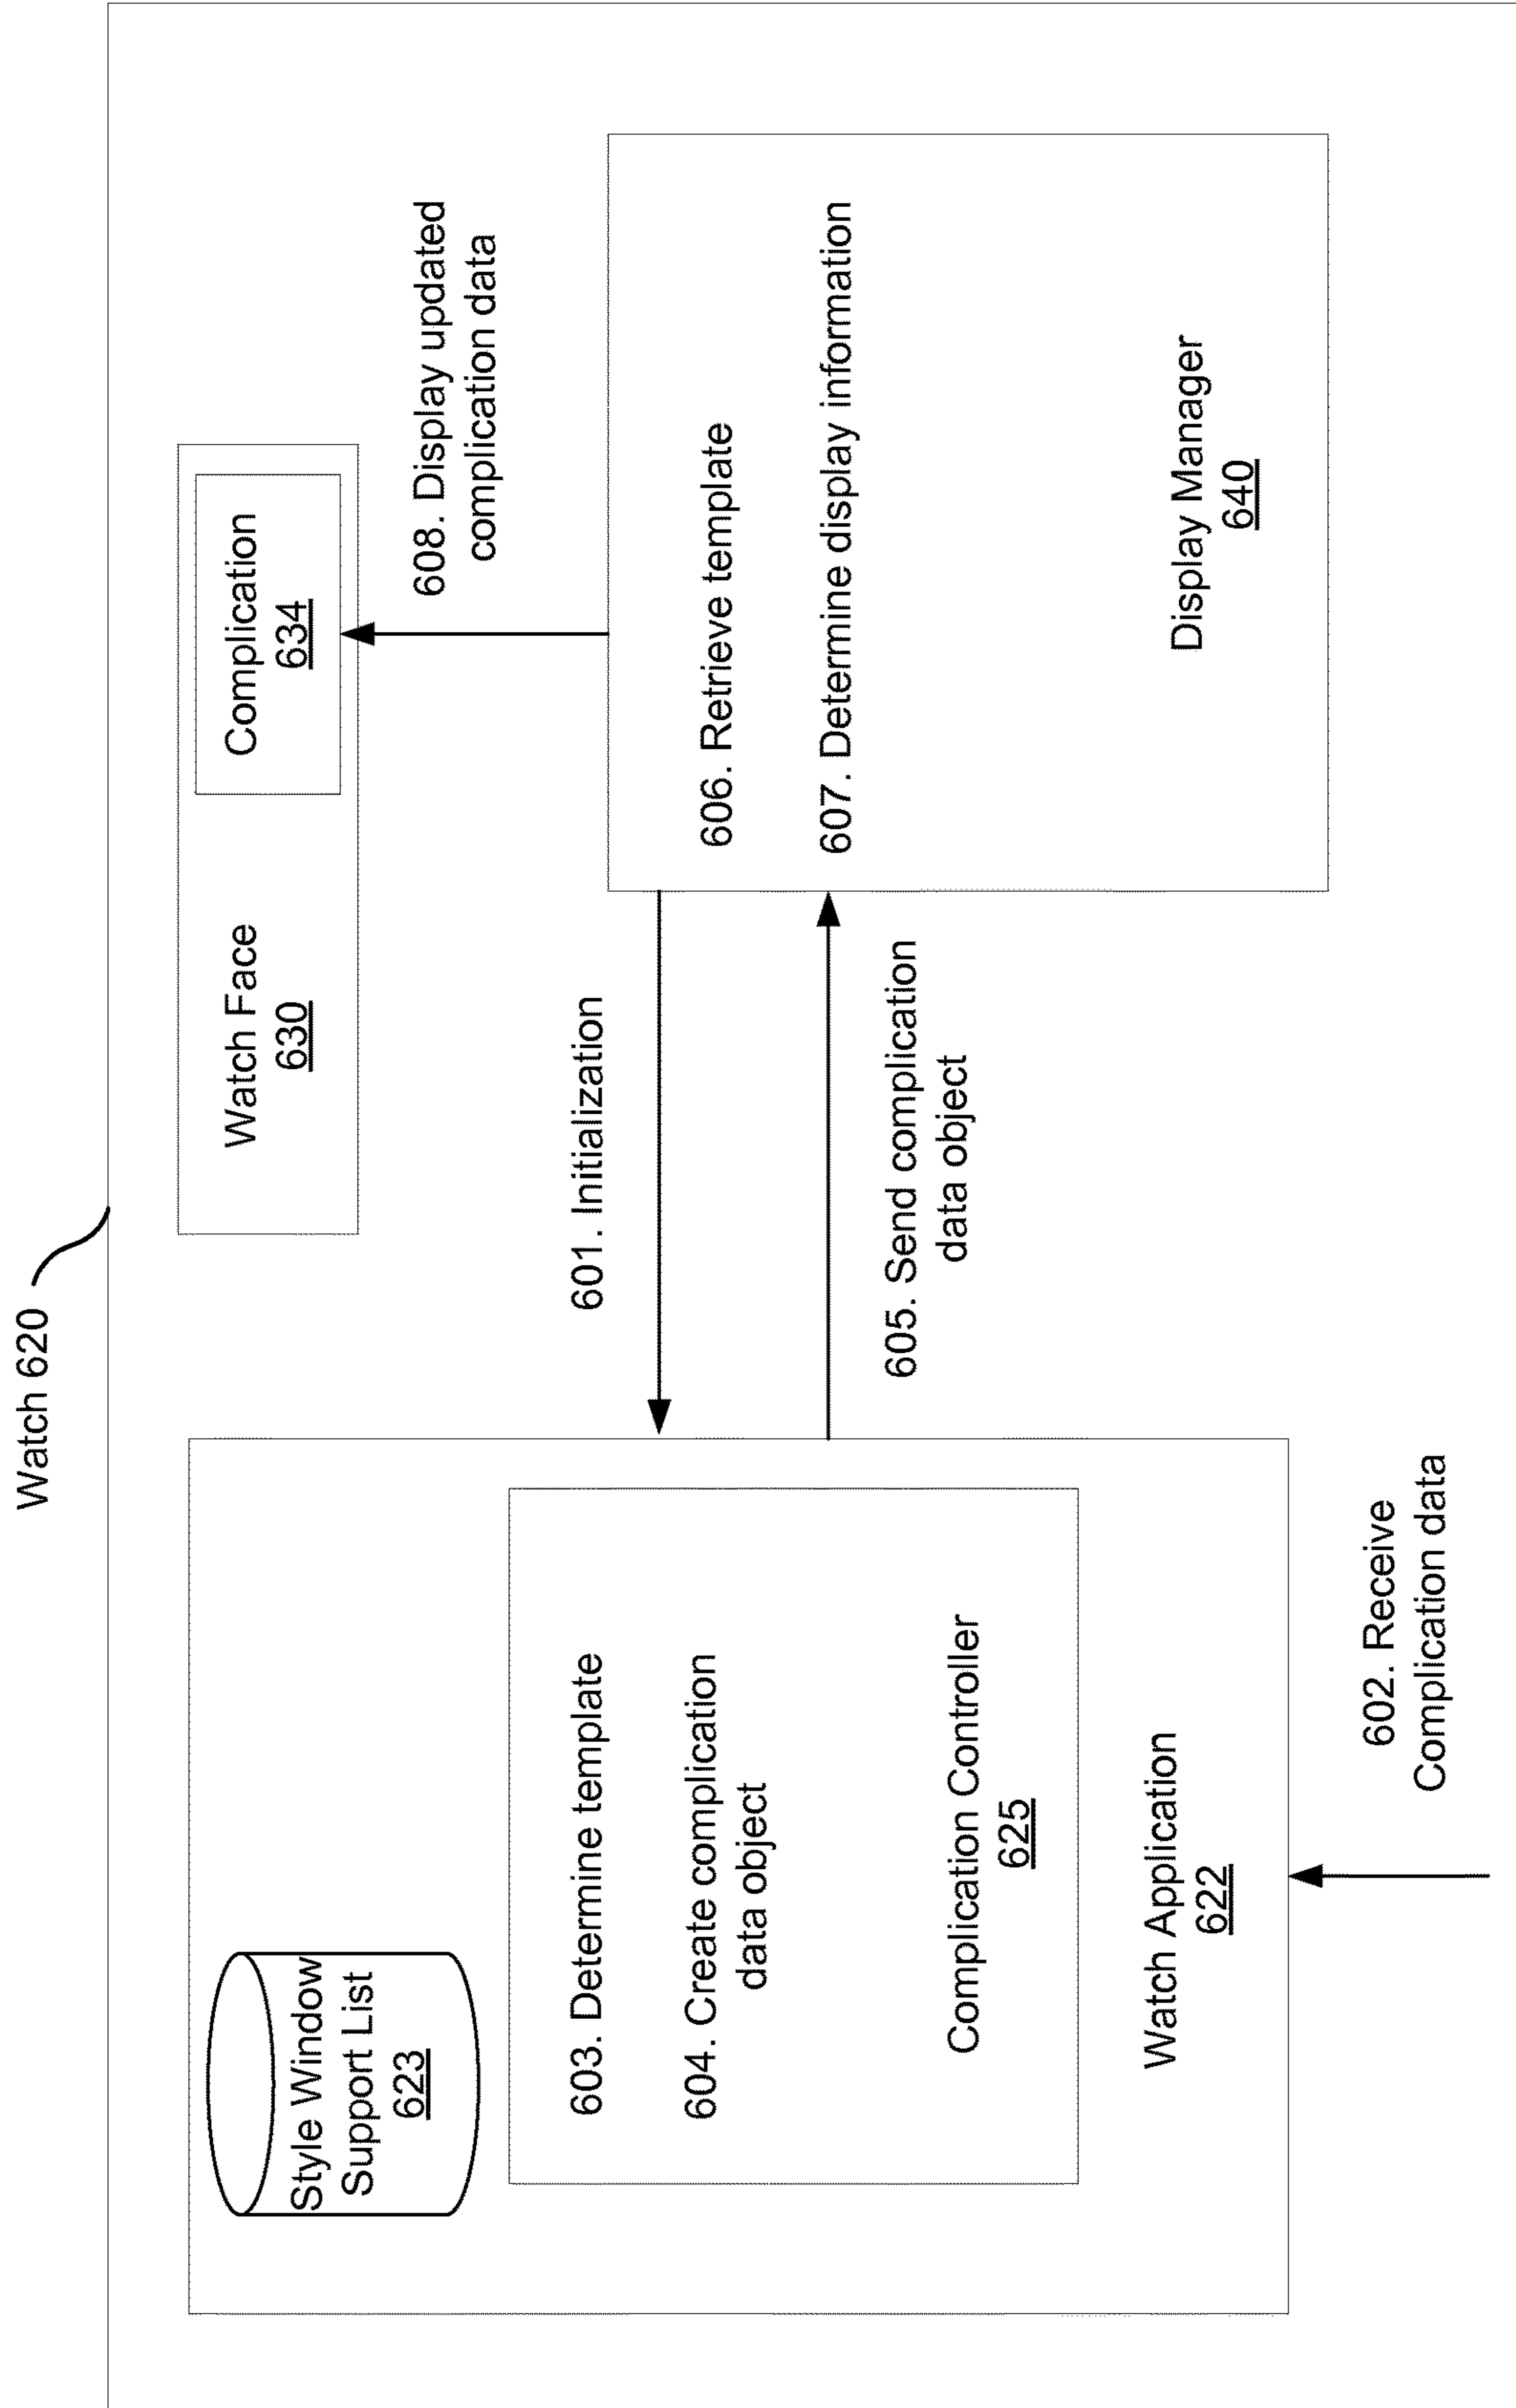 Watch 620
Style Window
Support List
623
603. Determine template
604. Create complication
data object
Complication Controller
625
Watch Application
622
602. Receive
Complication data
601. Initialization
605. Send complication
data object
Watch Face
630
Complication
634
608. Display updated
complication data
606. Retrieve template
607. Determine display information
Display Manager
640